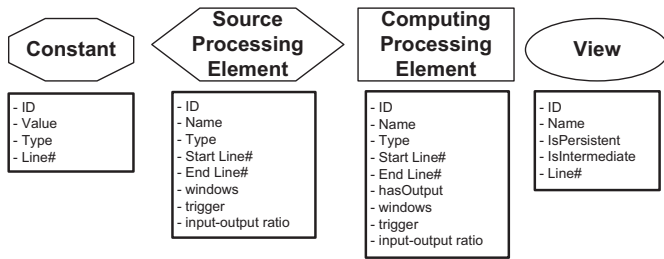 Constant
- ID
- Value
- Type
- Line#
Source
Processing
Element
- ID
- Name
- Type
- Start Line#
- End Line#
- windows
- trigger
- input-output ratio
Computing
Processing
Element
- ID
- Name
- Type
- Start Line#
- End Line#
- hasOutput
- windows
- trigger
- input-output ratio
View
- ID
- Name
- IsPersistent
- IsIntermediate
- Line#